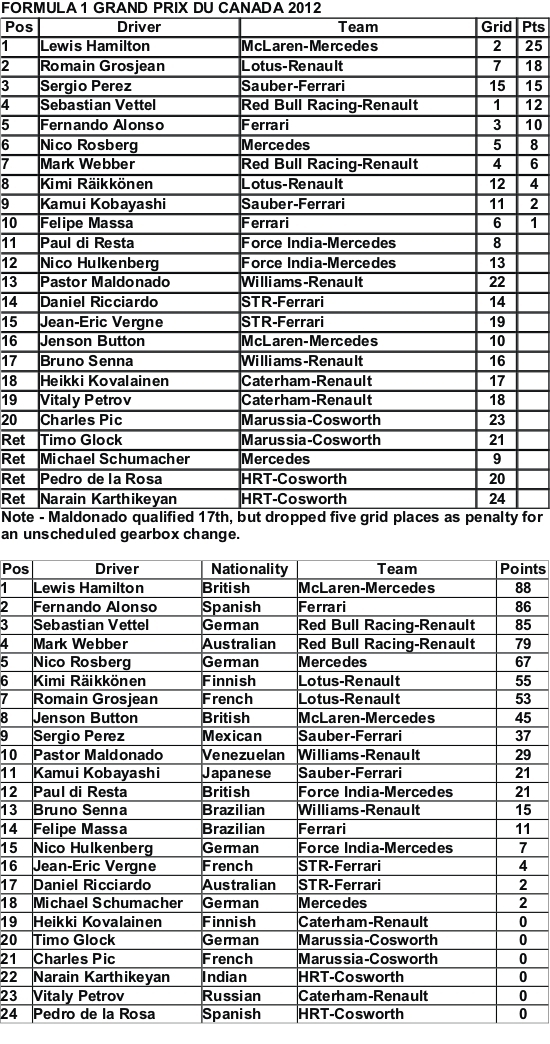 FORMULA 1 GRAND PRIX DU CANADA 2012
Pos Driver Team Grid Pts
1 Lewis Hamilton McLaren-Mercedes 2 25
2 Romain Grosjean Lotus-Renault 7 18
3 Sergio Perez Sauber-Ferrari 15 15
4 Sebastian Vettel Red Bull Racing-Renault 1 12
5 Fernando Alonso Ferrari 3 10
6 Nico Rosberg Mercedes 5 8
7 Mark Webber Red Bull Racing-Renault 4 6
8 Kimi Räikkönen Lotus-Renault 12 4
9 Kamui Kobayashi Sauber-Ferrari 11 2
10 Felipe Massa Ferrari 6 1
11 Paul di Resta Force India-Mercedes 8
12 Nico Hulkenberg Force India-Mercedes 13
13 Pastor Maldonado Williams-Renault 22
14 Daniel Ricciardo STR-Ferrari 14
15 Jean-Eric Vergne STR-Ferrari 19
16 Jenson Button McLaren-Mercedes 10
17 Bruno Senna Williams-Renault 16
18 Heikki Kovalainen Caterham-Renault 17
19 Vitaly Petrov Caterham-Renault 18
20 Charles Pic Marussia-Cosworth 23
Ret Timo Glock Marussia-Cosworth 21
Ret Michael Schumacher Mercedes 9
Ret Pedro de la Rosa HRT-Cosworth 20
Ret Narain Karthikeyan HRT-Cosworth 24
Note - Maldonado qualified 17th, but dropped five grid places as penalty for
an unscheduled gearbox change.
Pos Driver Nationality Team Points
1 Lewis Hamilton British McLaren-Mercedes 88
2 Fernando Alonso Spanish Ferrari 86
3 Sebastian Vettel German Red Bull Racing-Renault 85
4 Mark Webber Australian Red Bull Racing-Renault 79
5 Nico Rosberg German Mercedes 67
6 Kimi Räikkönen Finnish Lotus-Renault 55
7 Romain Grosjean French Lotus-Renault 53
8 Jenson Button British McLaren-Mercedes 45
9 Sergio Perez Mexican Sauber-Ferrari 37
10 Pastor Maldonado Venezuelan Williams-Renault 29
11 Kamui Kobayashi Japanese Sauber-Ferrari 21
12 Paul di Resta British Force India-Mercedes 21
13 Bruno Senna Brazilian Williams-Renault 15
14 Felipe Massa Brazilian Ferrari 11
15 Nico Hulkenberg German Force India-Mercedes 7
16 Jean-Eric Vergne French STR-Ferrari 4
17 Daniel Ricciardo Australian STR-Ferrari 2
18 Michael Schumacher German Mercedes 2
19 Heikki Kovalainen Finnish Caterham-Renault 0
20 Timo Glock German Marussia-Cosworth 0
21 Charles Pic French Marussia-Cosworth 0
22 Narain Karthikeyan Indian HRT-Cosworth 0
23 Vitaly Petrov Russian Caterham-Renault 0
24 Pedro de la Rosa Spanish HRT-Cosworth 0